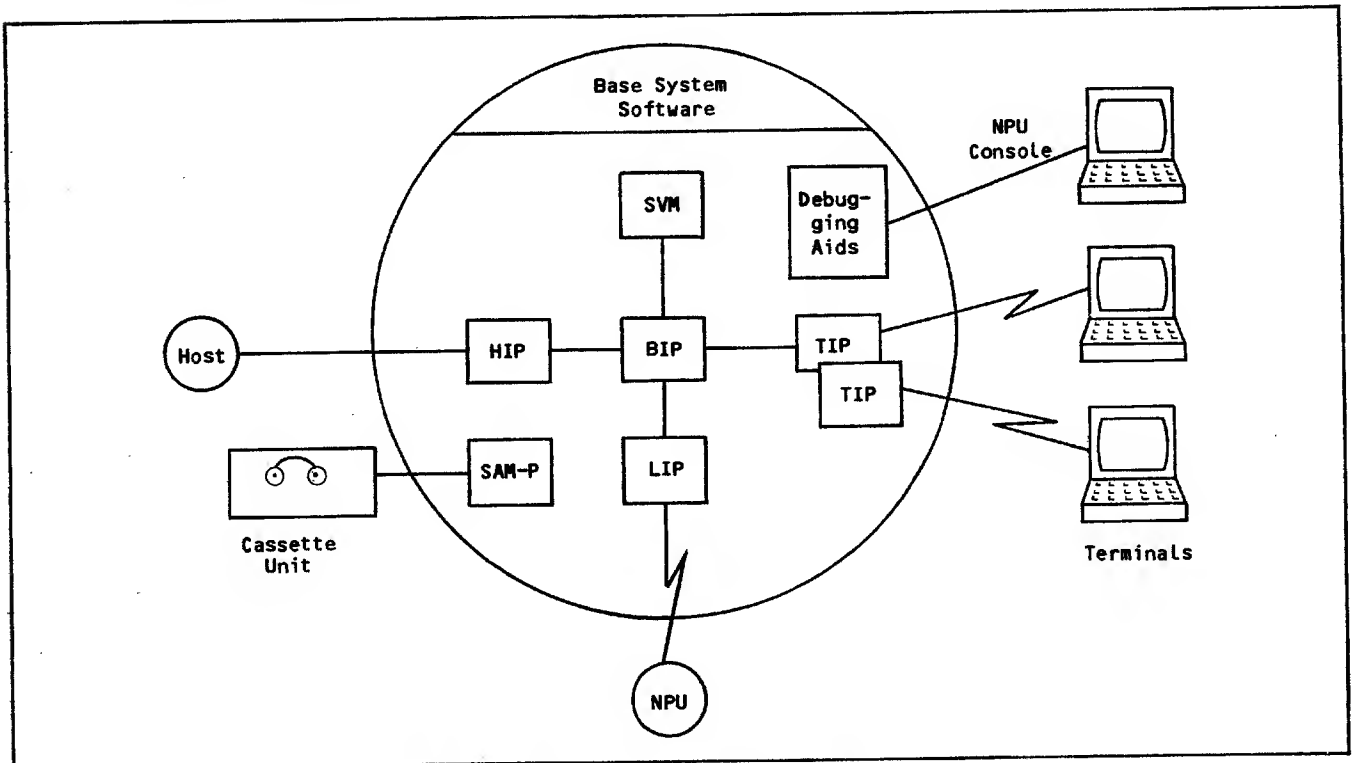 Base System
Software
NPU
Console
SVM
Debug-
ging
Aids
Host
HIP
BIP
TIP
TIP
SAM-P
LIP
Cassette
Unit
Terminals
NPU